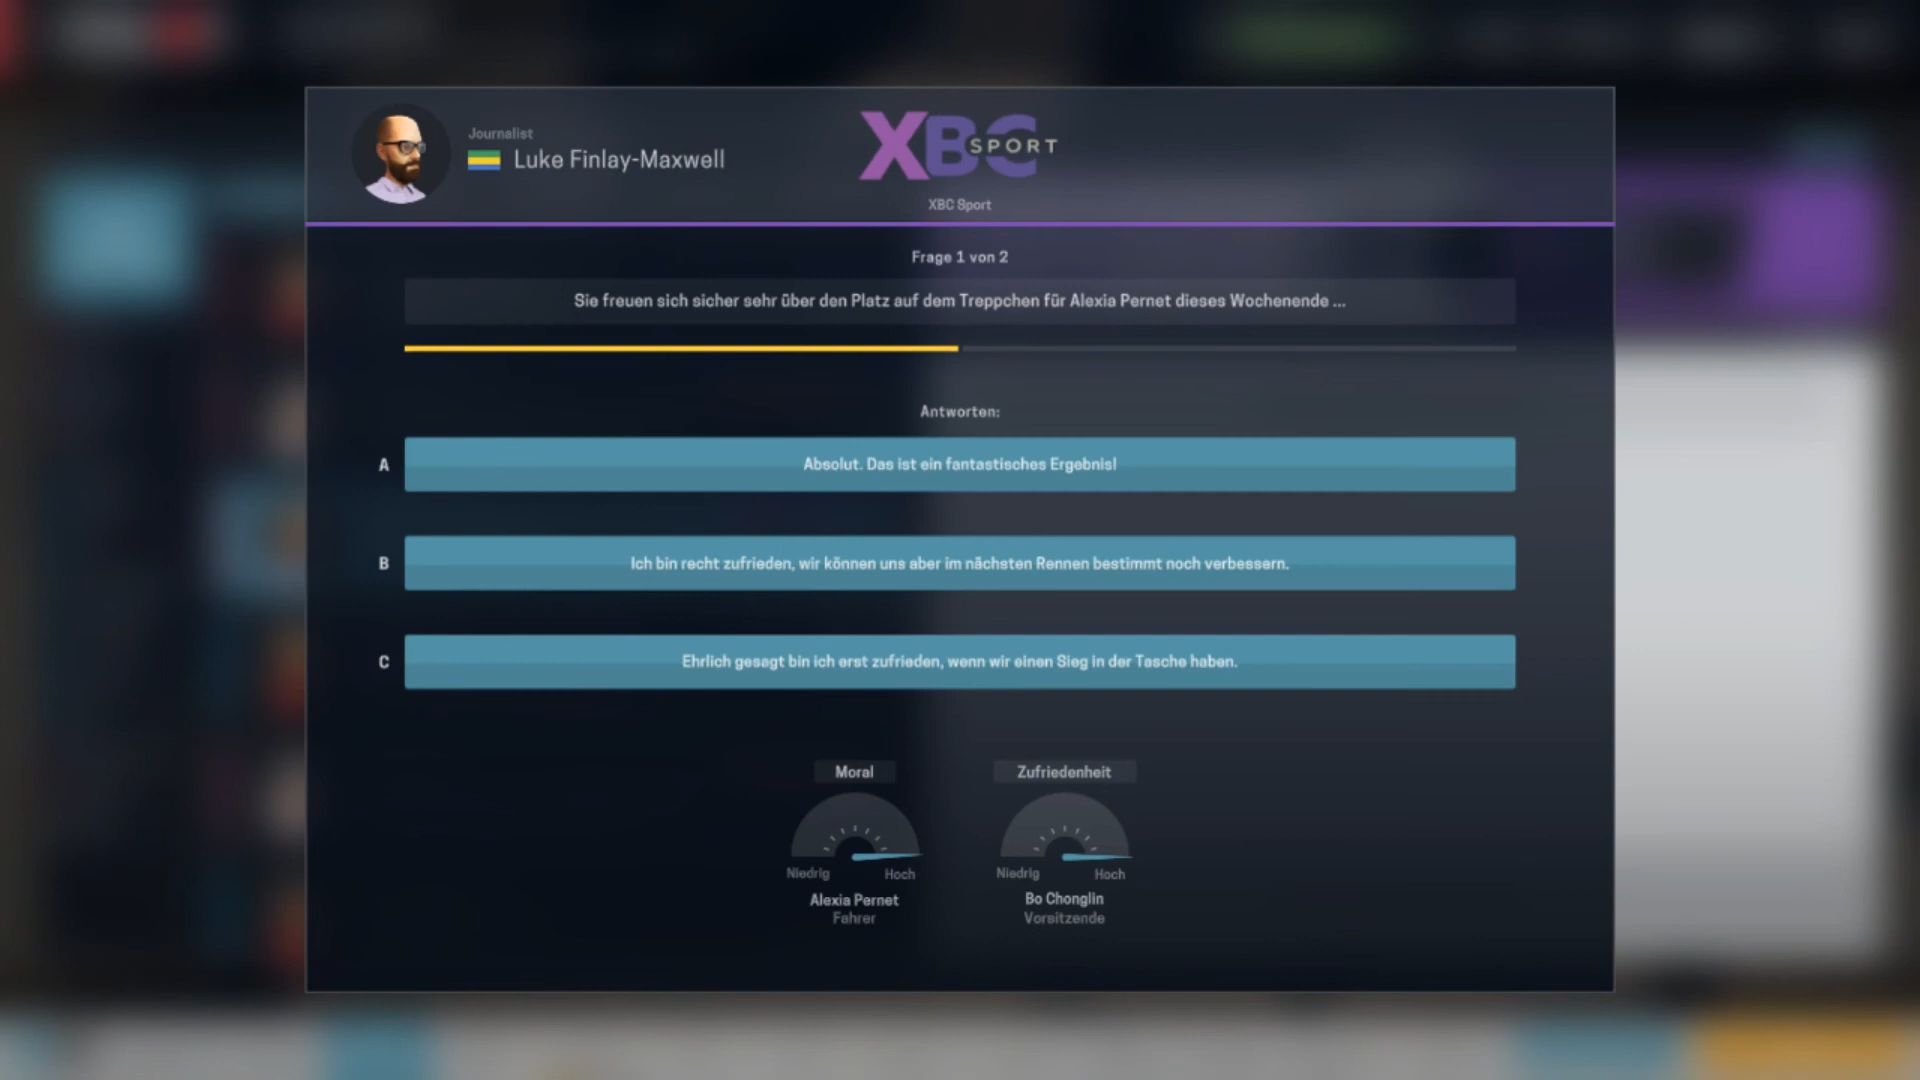 Journalist
Luke Finlay-Maxwell
XBC SPORT
XBC Sport
Frage 1 von 2
Sie freuen sich sicher sehr über den Platz auf dem Treppchen für Alexia Pernet dieses Wochenende ...
Antworten:
A Absolut. Das ist ein fantastisches Ergebnis!
B Ich bin recht zufrieden, wir können uns aber im nächsten Rennen bestimmt noch verbessern.
C Ehrlich gesagt bin ich erst zufrieden, wenn wir einen Sieg in der Tasche haben.
Moral Zufriedenheit
Niedrig Hoch Niedrig Hoch
Alexia Pernet Bo Chonglin
Fahrer Vorsitzende